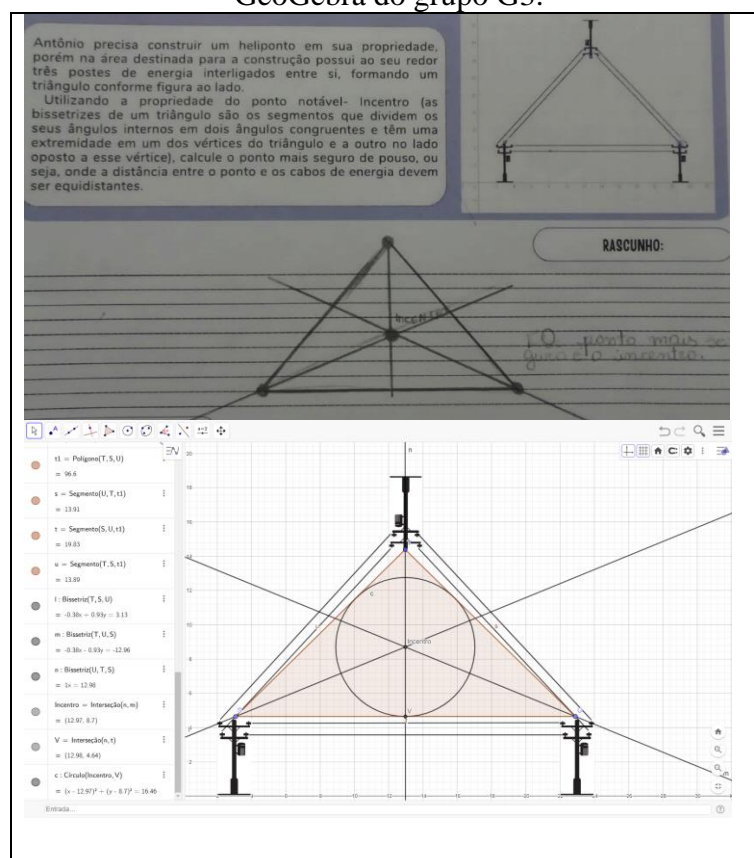 GeoGebra do grupo G3.
Antônio precisa construir um heliponto em sua propriedade,
porém na área destinada para a construção possui ao seu redor
três postes de energia interligados entre si, formando um
triângulo conforme figura ao lado.
Utilizando a propriedade do ponto notável- Incentro (as
bissetrizes de um triângulo são os segmentos que dividem os
seus ângulos internos em dois ângulos congruentes e têm uma
extremidade em um dos vértices do triângulo e a outro no lado
oposto a esse vértice), calcule o ponto mais seguro de pouso, ou
seja, onde a distância entre o ponto e os cabos de energia devem
ser equidistantes.
RASCUNHO:
O ponto mais se
guro é o incentro.
t1 = Polígono(T, S, U)
= 96.6
s = Segmento(U, T, t1)
= 13.91
t = Segmento(S, U, t1)
= 19.03
u = Segmento(T, S, t1)
= 13.89
l : Bissetriz(T, S, U)
= -0.38x + 0.93y = 3.13
m : Bissetriz(T, U, S)
= -0.38x - 0.93y = -12.96
n : Bissetriz(U, T, S)
= 1x = 12.98
Incentro = Interseção(n, m)
= (12.97, 8.7)
V = Interseção(n, t)
= (12.98, 4.64)
c : Círculo(Incentro, V)
= (x - 12.97)² + (y - 8.7)² = 16.46
Entrada...
Incentro
V